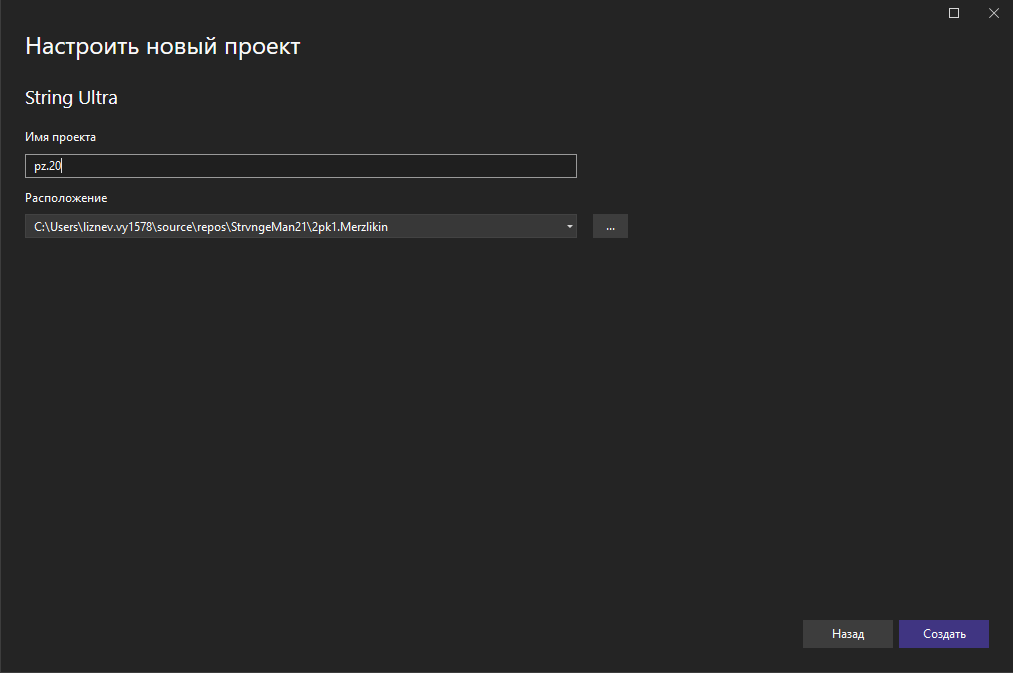 Настроить новый проект
String Ultra
Имя проекта
pz.20
Расположение
C:\Users\liznev.vy1578\source\repos\StrvngeMan21\2pk1.Merzlikin
...
Назад
Создать